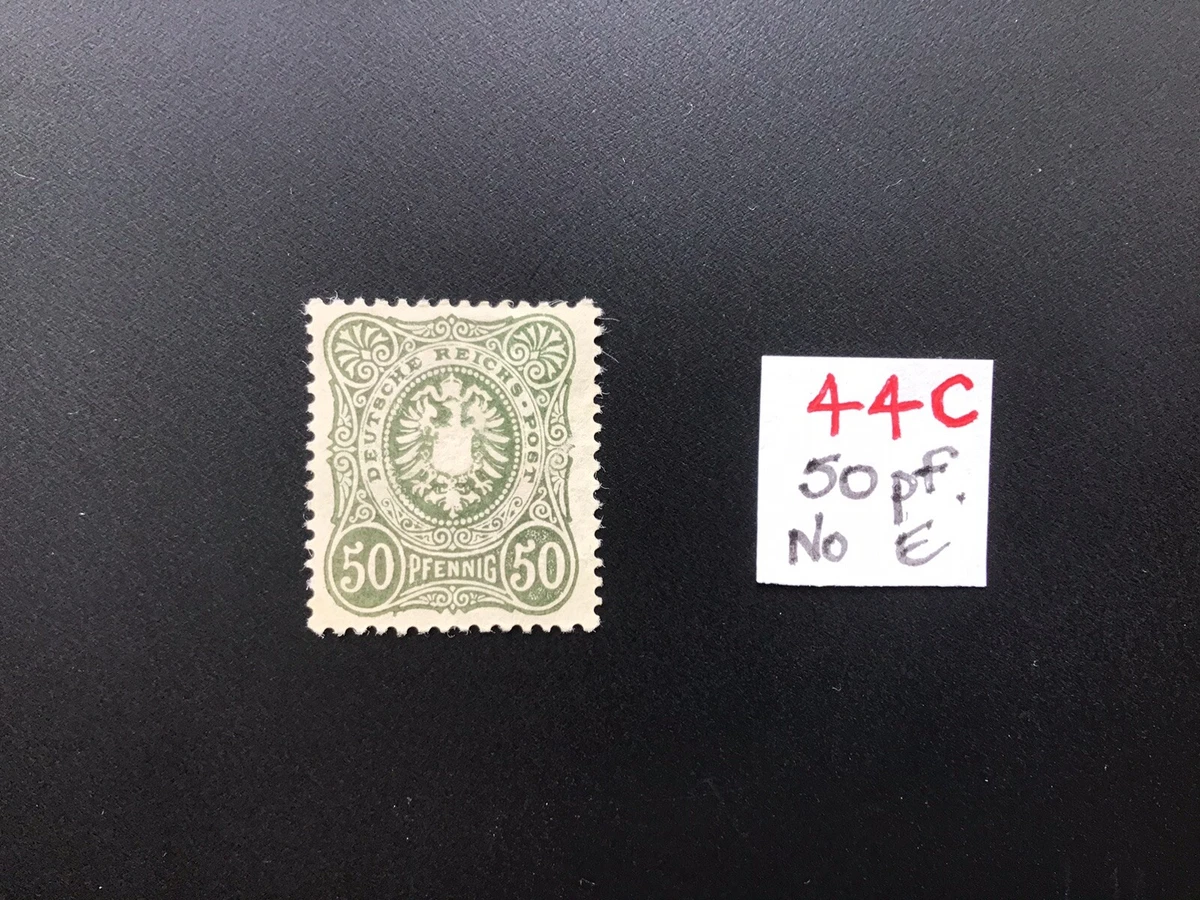 DEUTSCHE REICHS-POST
50 PFENNIG 50
44C
50 pf.
No E